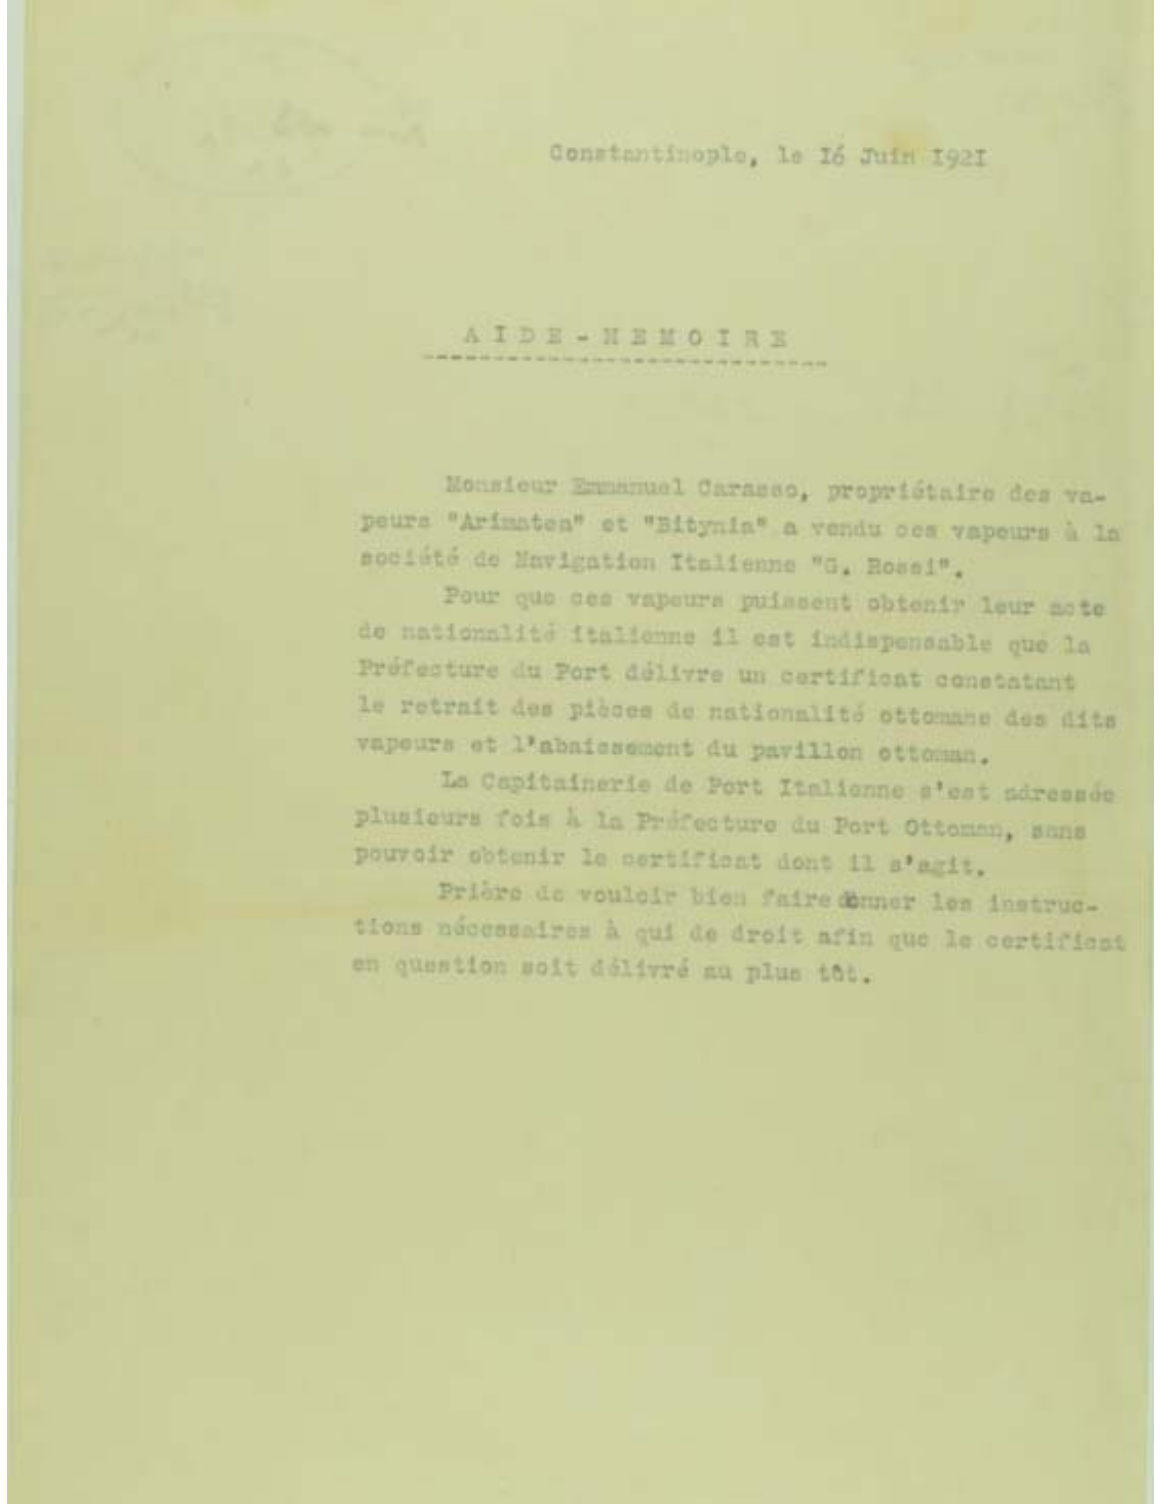 Constantinople, le 16 Juin 1921
AIDE-MEMOIRE
Monsieur Emmanuel Carasso, propriétaire des va-
peurs "Arimatea" et "Bitynia" a vendu ces vapeurs à la
société de Navigation Italienne "G. Rossi".
Pour que ces vapeurs puissent obtenir leur acte
de nationalité italienne il est indispensable que la
Préfecture du Port délivre un certificat constatant
le retrait des pièces de nationalité ottomane des dits
vapeurs et l'abaissement du pavillon ottoman.
La Capitainerie de Port Italienne s'est adressée
plusieurs fois à la Préfecture du Port Ottoman, sans
pouvoir obtenir le certificat dont il s'agit.
Prière de vouloir bien faire donner les instruc-
tions nécessaires à qui de droit afin que le certificat
en question soit délivré au plus tôt.